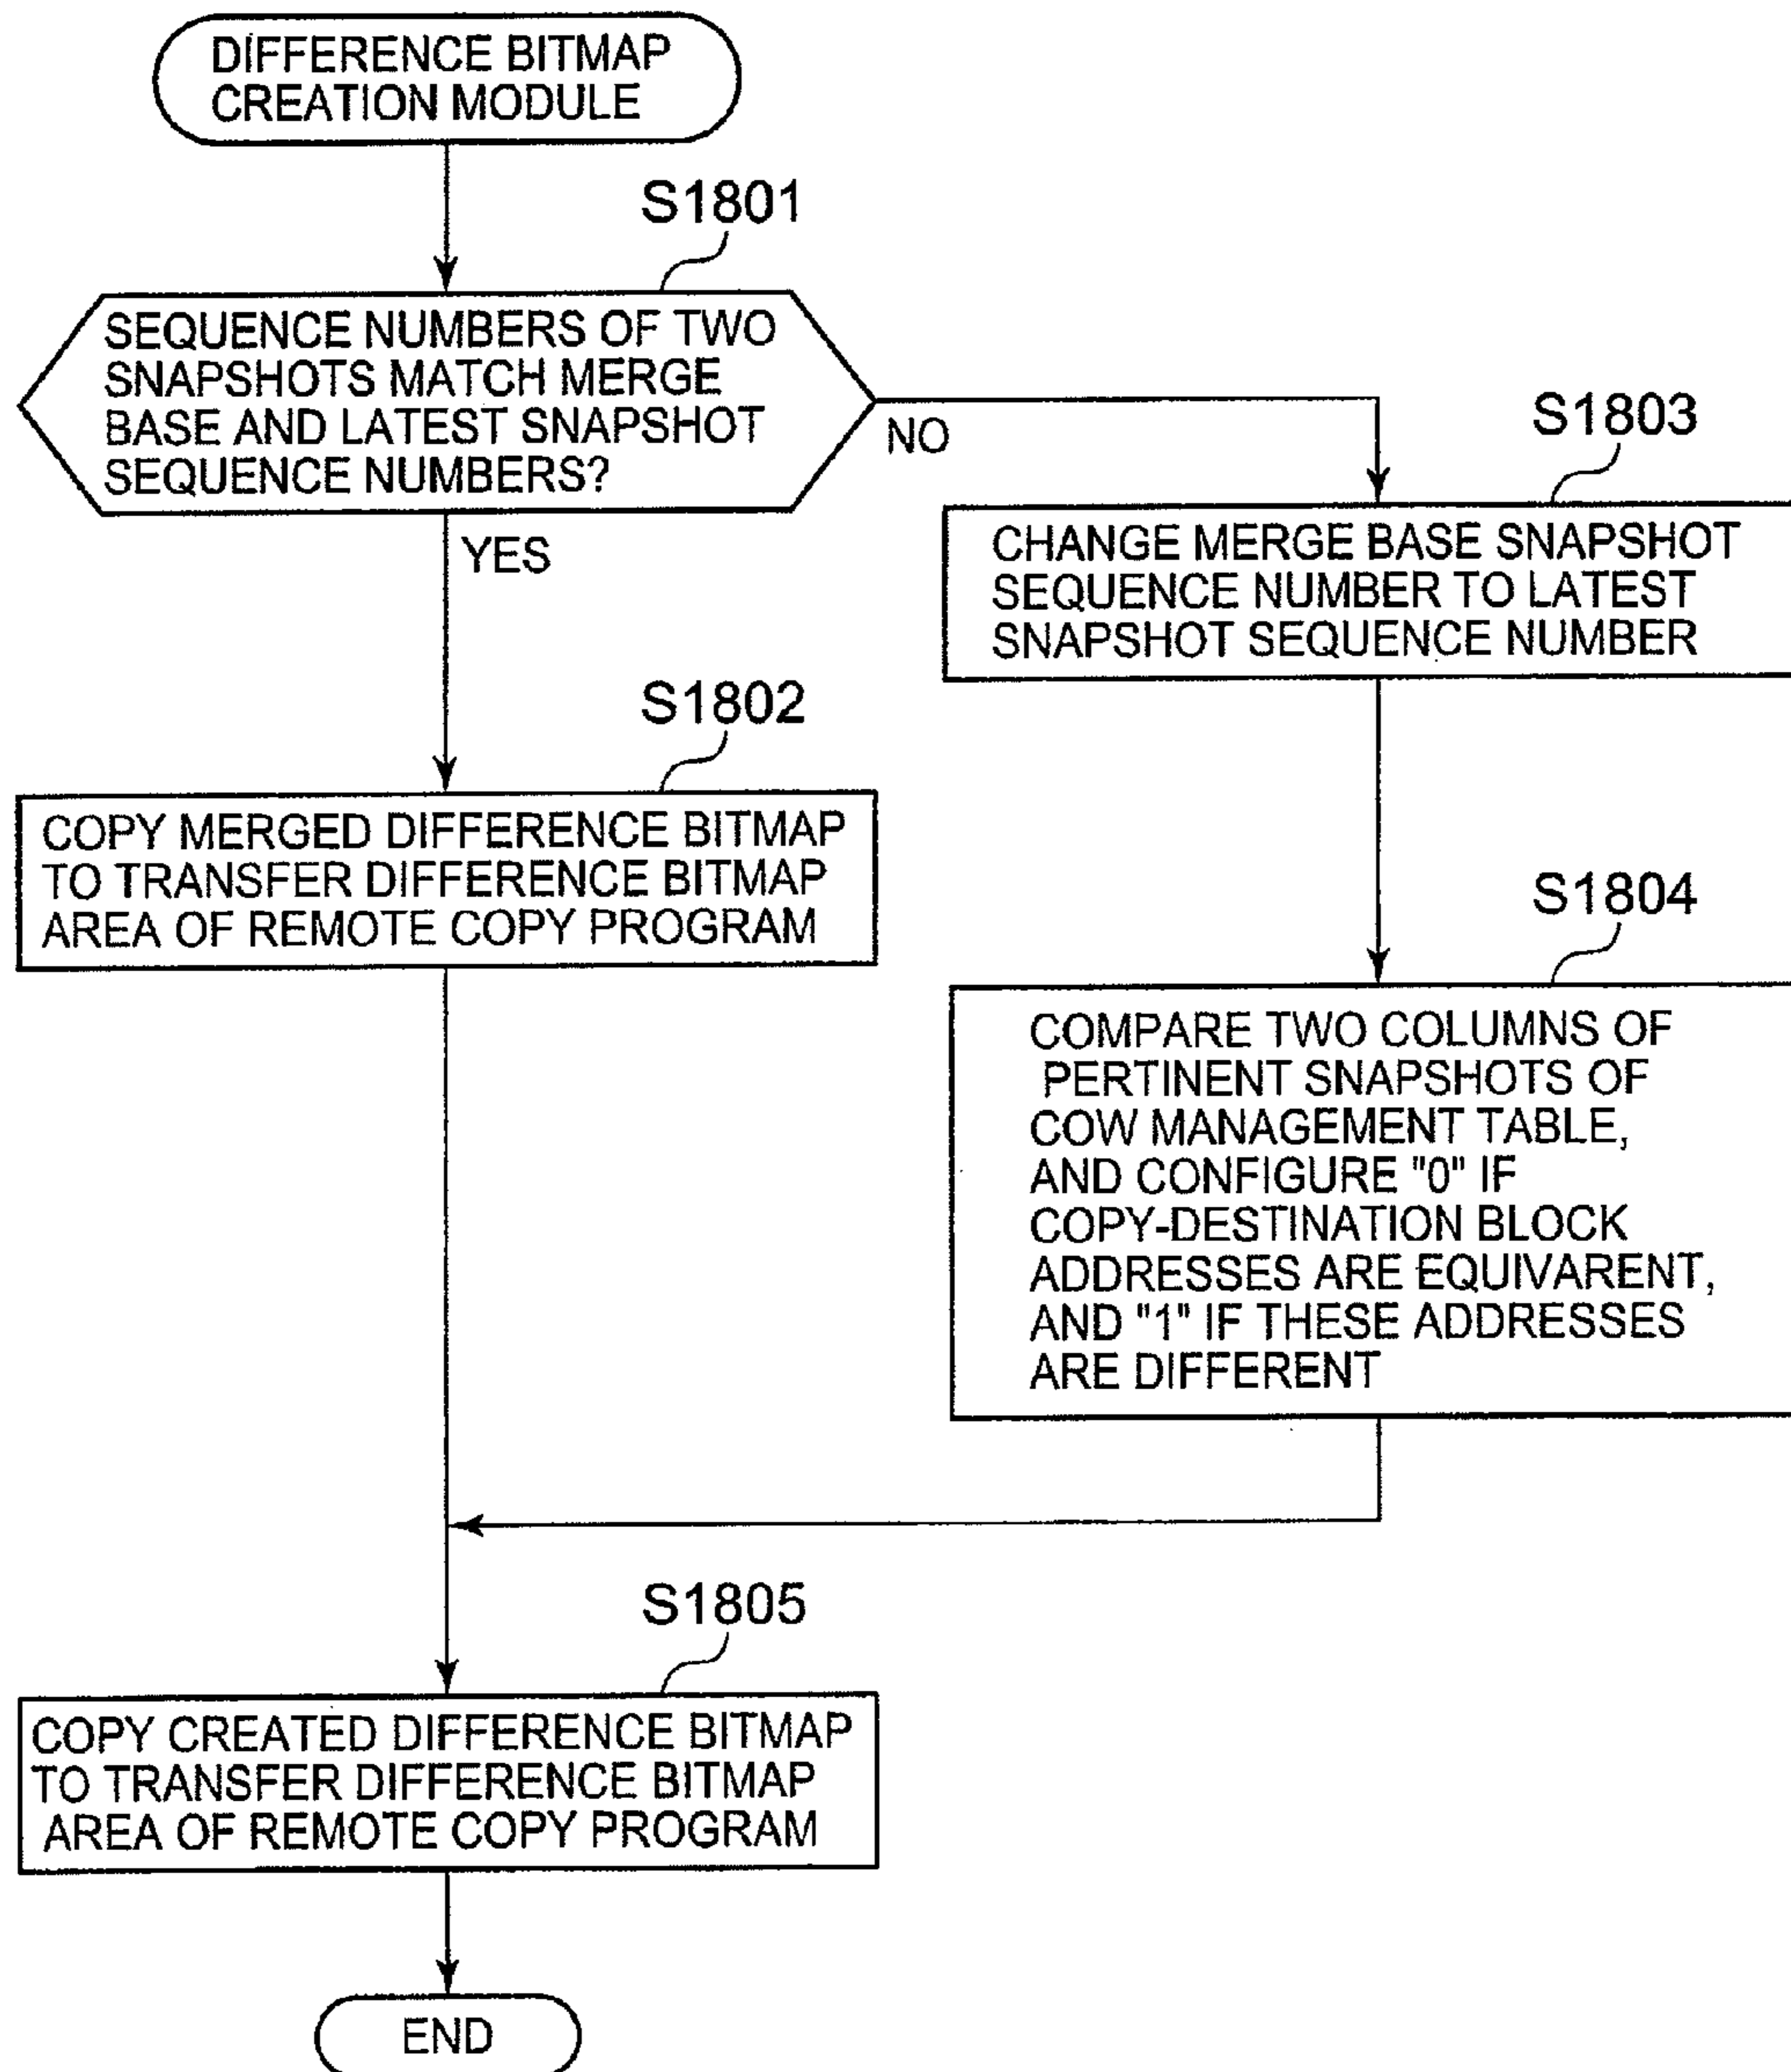 DIFFERENCE BITMAP
CREATION MODULE
S1801
SEQUENCE NUMBERS OF TWO
SNAPSHOTS MATCH MERGE
BASE AND LATEST SNAPSHOT
SEQUENCE NUMBERS?
NO
YES
S1803
CHANGE MERGE BASE SNAPSHOT
SEQUENCE NUMBER TO LATEST
SNAPSHOT SEQUENCE NUMBER
S1802
COPY MERGED DIFFERENCE BITMAP
TO TRANSFER DIFFERENCE BITMAP
AREA OF REMOTE COPY PROGRAM
S1804
COMPARE TWO COLUMNS OF
PERTINENT SNAPSHOTS OF
COW MANAGEMENT TABLE,
AND CONFIGURE "0" IF
COPY-DESTINATION BLOCK
ADDRESSES ARE EQUIVARENT,
AND "1" IF THESE ADDRESSES
ARE DIFFERENT
S1805
COPY CREATED DIFFERENCE BITMAP
TO TRANSFER DIFFERENCE BITMAP
AREA OF REMOTE COPY PROGRAM
END